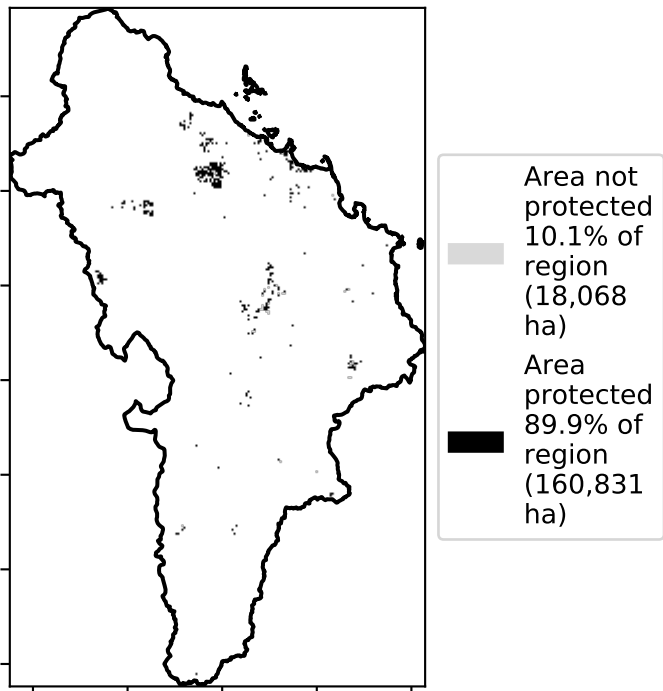 Area not
protected
10.1% of
region
(18,068
ha)
Area
protected
89.9% of
region
(160,831
ha)